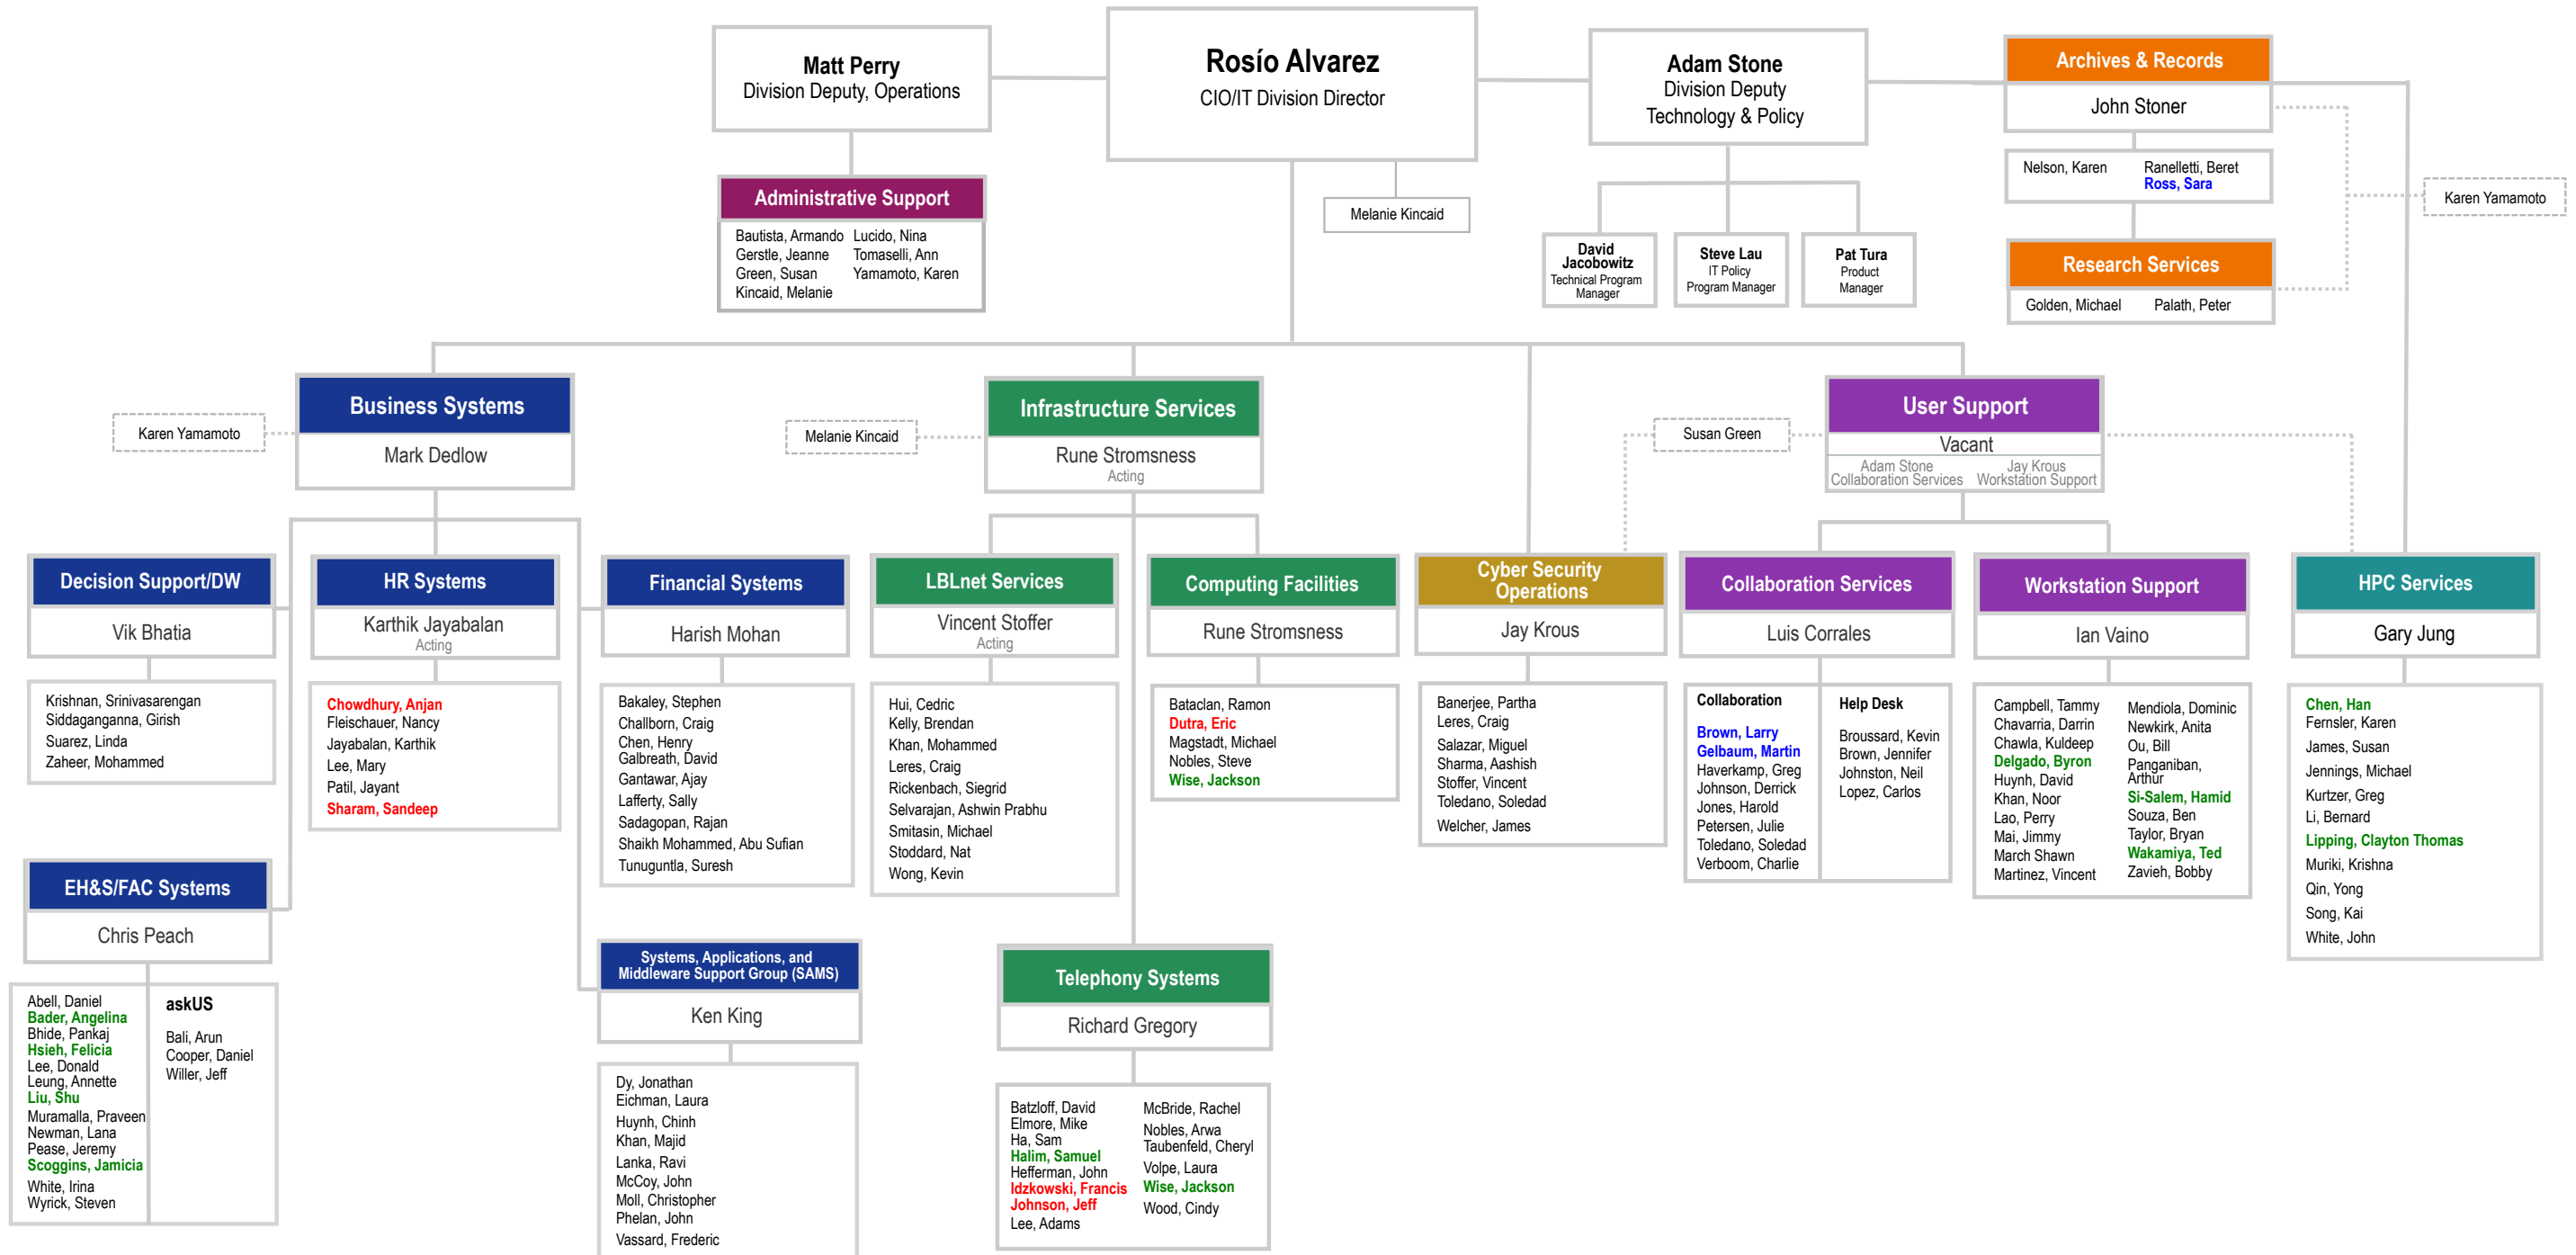 Matt Perry
Division Deputy, Operations
Rosío Alvarez
CIO/IT Division Director
Adam Stone
Division Deputy
Technology & Policy
Archives & Records
John Stoner
Nelson, Karen
Ranelletti, Beret
Ross, Sara
Karen Yamamoto
Administrative Support
Bautista, Armando
Gerstle, Jeanne
Green, Susan
Kincaid, Melanie
Lucido, Nina
Tomaselli, Ann
Yamamoto, Karen
Melanie Kincaid
David
Jacobowitz
Technical Program
Manager
Steve Lau
IT Policy
Program Manager
Pat Tura
Product
Manager
Research Services
Golden, Michael
Palath, Peter
Karen Yamamoto
Business Systems
Mark Dedlow
Melanie Kincaid
Infrastructure Services
Rune Stromsness
Acting
Susan Green
User Support
Vacant
Adam Stone
Collaboration Services
Jay Krous
Workstation Support
Decision Support/DW
Vik Bhatia
Krishnan, Srinivasarengan
Siddaganganna, Girish
Suarez, Linda
Zaheer, Mohammed
HR Systems
Karthik Jayabalan
Acting
Chowdhury, Anjan
Fleischauer, Nancy
Jayabalan, Karthik
Lee, Mary
Patil, Jayant
Sharam, Sandeep
Financial Systems
Harish Mohan
Bakaley, Stephen
Challborn, Craig
Chen, Henry
Galbreath, David
Gantawar, Ajay
Lafferty, Sally
Sadagopan, Rajan
Shaikh Mohammed, Abu Sufian
Tunuguntla, Suresh
LBLnet Services
Vincent Stoffer
Acting
Hui, Cedric
Kelly, Brendan
Khan, Mohammed
Leres, Craig
Rickenbach, Siegrid
Selvarajan, Ashwin Prabhu
Smitasin, Michael
Stoddard, Nat
Wong, Kevin
Computing Facilities
Rune Stromsness
Bataclan, Ramon
Dutra, Eric
Magstadt, Michael
Nobles, Steve
Wise, Jackson
Cyber Security
Operations
Jay Krous
Banerjee, Partha
Leres, Craig
Salazar, Miguel
Sharma, Aashish
Stoffer, Vincent
Toledano, Soledad
Welcher, James
Collaboration Services
Luis Corrales
Collaboration
Brown, Larry
Gelbaum, Martin
Haverkamp, Greg
Johnson, Derrick
Jones, Harold
Petersen, Julie
Toledano, Soledad
Verboom, Charlie
Help Desk
Broussard, Kevin
Brown, Jennifer
Johnston, Neil
Lopez, Carlos
Workstation Support
Ian Vaino
Campbell, Tammy
Chavarria, Darrin
Chawla, Kuldeep
Delgado, Byron
Huynh, David
Khan, Noor
Lao, Perry
Mai, Jimmy
March Shawn
Martinez, Vincent
Mendiola, Dominic
Newkirk, Anita
Ou, Bill
Panganiban,
Arthur
Si-Salem, Hamid
Souza, Ben
Taylor, Bryan
Wakamiya, Ted
Zavieh, Bobby
HPC Services
Gary Jung
Chen, Han
Fernsler, Karen
James, Susan
Jennings, Michael
Kurtzer, Greg
Li, Bernard
Lipping, Clayton Thomas
Muriki, Krishna
Qin, Yong
Song, Kai
White, John
EH&S/FAC Systems
Chris Peach
Abell, Daniel
Bader, Angelina
Bhide, Pankaj
Hsieh, Felicia
Lee, Donald
Leung, Annette
Liu, Shu
Muramalla, Praveen
Newman, Lana
Pease, Jeremy
Scoggins, Jamicia
White, Irina
Wyrick, Steven
askUS
Bali, Arun
Cooper, Daniel
Willer, Jeff
Systems, Applications, and
Middleware Support Group (SAMS)
Ken King
Dy, Jonathan
Eichman, Laura
Huynh, Chinh
Khan, Majid
Lanka, Ravi
McCoy, John
Moll, Christopher
Phelan, John
Vassard, Frederic
Telephony Systems
Richard Gregory
Batzloff, David
Elmore, Mike
Ha, Sam
Halim, Samuel
Hefferman, John
Idzkowski, Francis
Johnson, Jeff
Lee, Adams
McBride, Rachel
Nobles, Arwa
Taubenfeld, Cheryl
Volpe, Laura
Wise, Jackson
Wood, Cindy